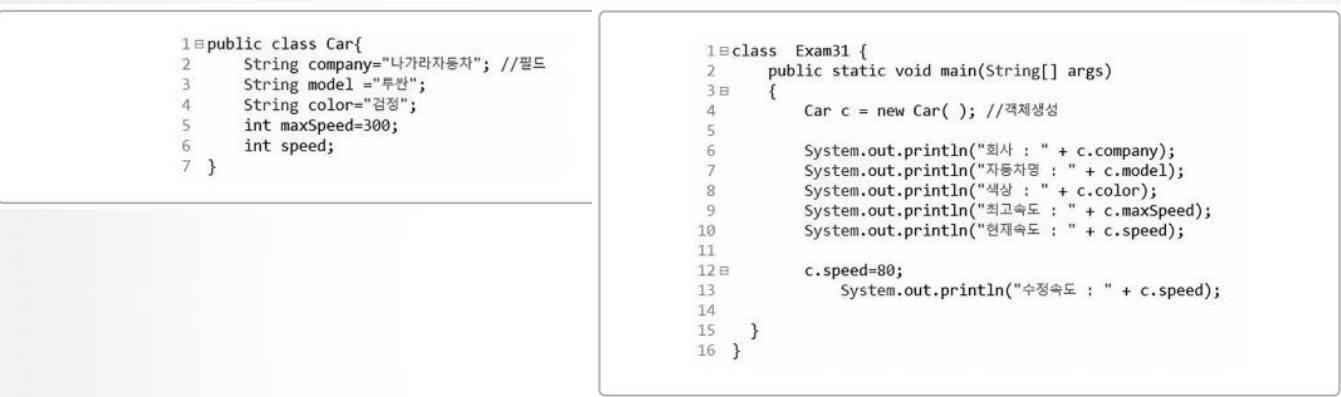 1 public class Car{
2 String company="나가라자동차"; //필드
3 String model ="투싼";
4 String color="검정";
5 int maxSpeed=300;
6 int speed;
7 }
1 class Exam31 {
2 public static void main(String[] args)
3 {
4 Car c = new Car( ); //객체생성
5
6 System.out.println("회사 : " + c.company);
7 System.out.println("자동차명 : " + c.model);
8 System.out.println("색상 : " + c.color);
9 System.out.println("최고속도 : " + c.maxSpeed);
10 System.out.println("현재속도 : " + c.speed);
11
12 c.speed=80;
13 System.out.println("수정속도 : " + c.speed);
14
15 }
16 }